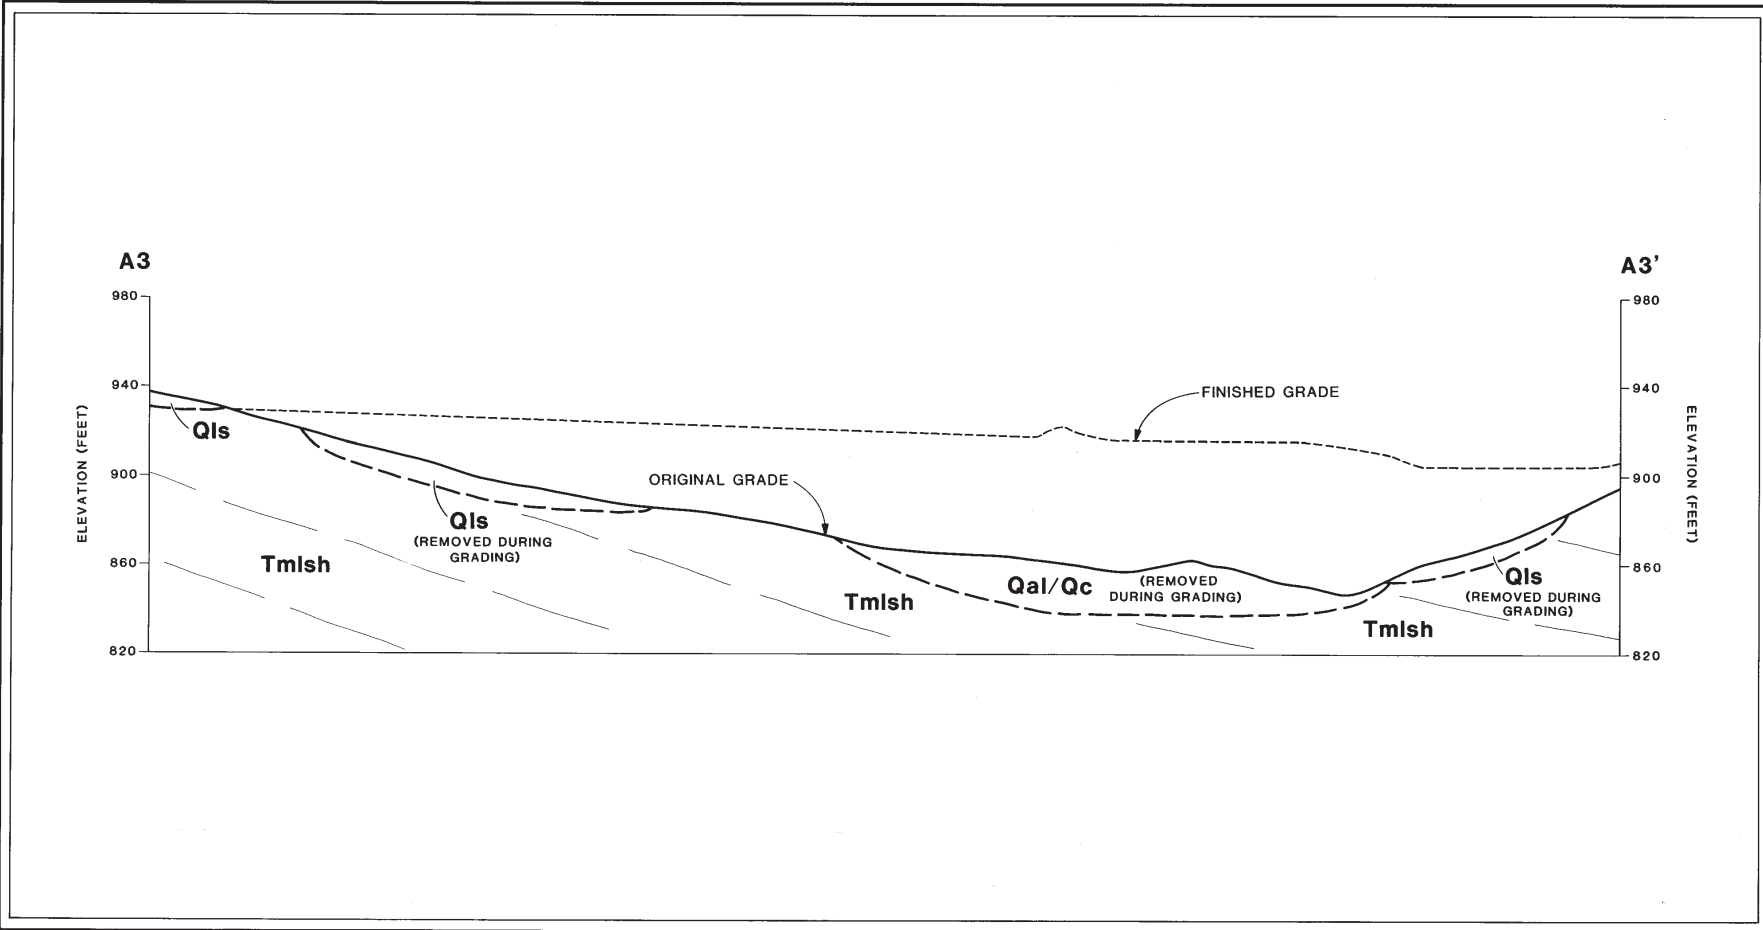 A3
A3'
980
980
940
940
FINISHED GRADE
Qls
ELEVATION (FEET)
ELEVATION (FEET)
900
ORIGINAL GRADE
900
Qls
(REMOVED DURING
GRADING)
Tmlsh
860
860
Qal/Qc
(REMOVED
DURING GRADING)
Qls
(REMOVED DURING
GRADING)
Tmlsh
Tmlsh
820
820